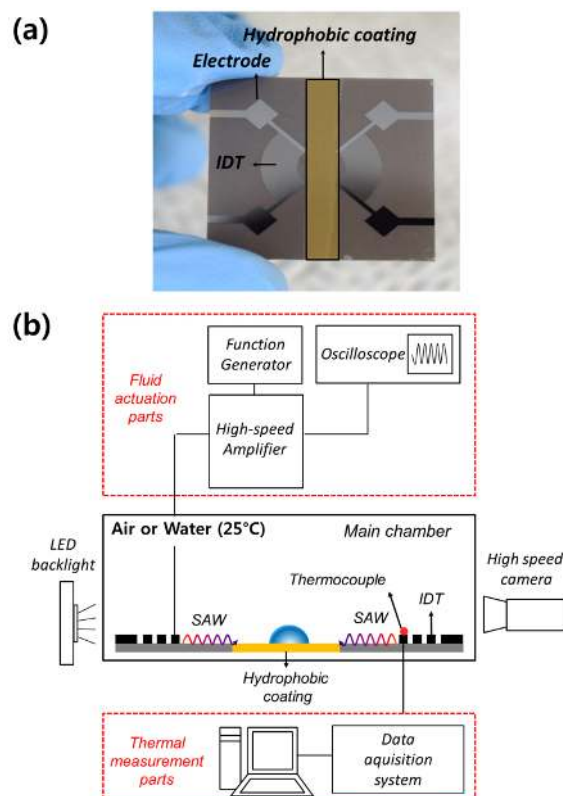 (a)
Hydrophobic coating
Electrode
IDT
(b)
Function
Generator
Oscilloscope
Fluid
actuation
parts
High-speed
Amplifier
Air or Water (25°C)
Main chamber
LED
backlight
High speed
camera
Thermocouple
IDT
SAW
SAW
Hydrophobic
coating
Thermal
measurement
parts
Data
aquisition
system